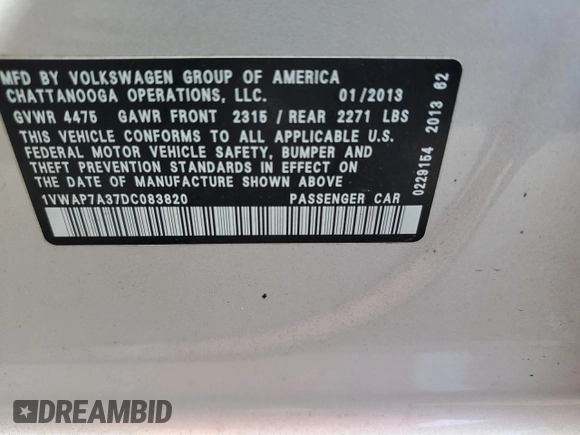 MFD BY VOLKSWAGEN GROUP OF AMERICA
CHATTANOOGA OPERATIONS, LLC. 01/2013
GVWR 4475 GAWR FRONT 2315 / REAR 2271 LBS
THIS VEHICLE CONFORMS TO ALL APPLICABLE U.S.
FEDERAL MOTOR VEHICLE SAFETY, BUMPER AND
THEFT PREVENTION STANDARDS IN EFFECT ON
THE DATE OF MANUFACTURE SHOWN ABOVE
1VWAP7A37DC083820 PASSENGER CAR
0229154 2013 62
DREAMBID